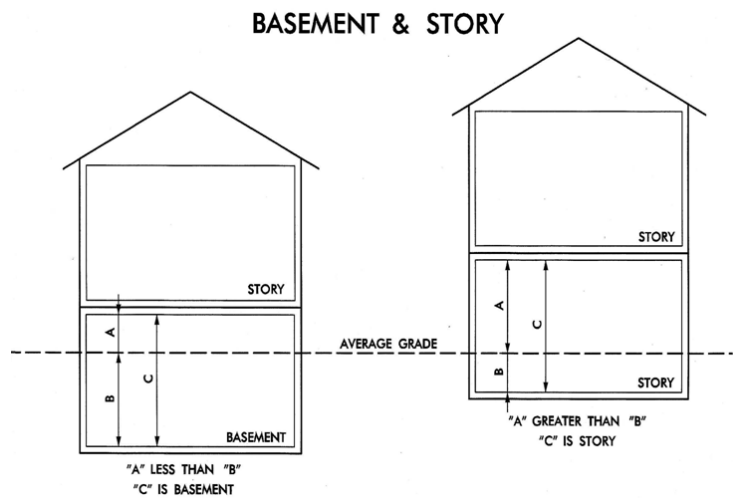 BASEMENT & STORY
STORY
A
B
C
BASEMENT
"A" LESS THAN "B"
"C" IS BASEMENT
AVERAGE GRADE
STORY
A
C
B
STORY
"A" GREATER THAN "B"
"C" IS STORY